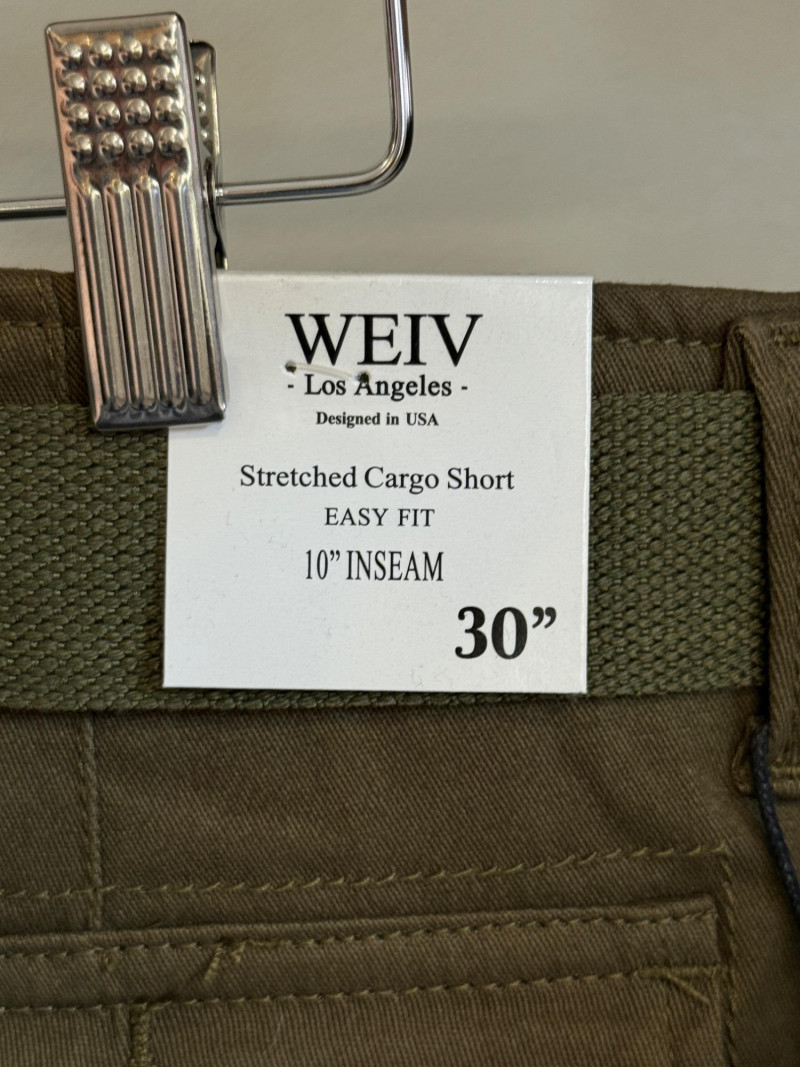 WEIV
- Los Angeles -
Designed in USA
Stretched Cargo Short
EASY FIT
10” INSEAM
30”